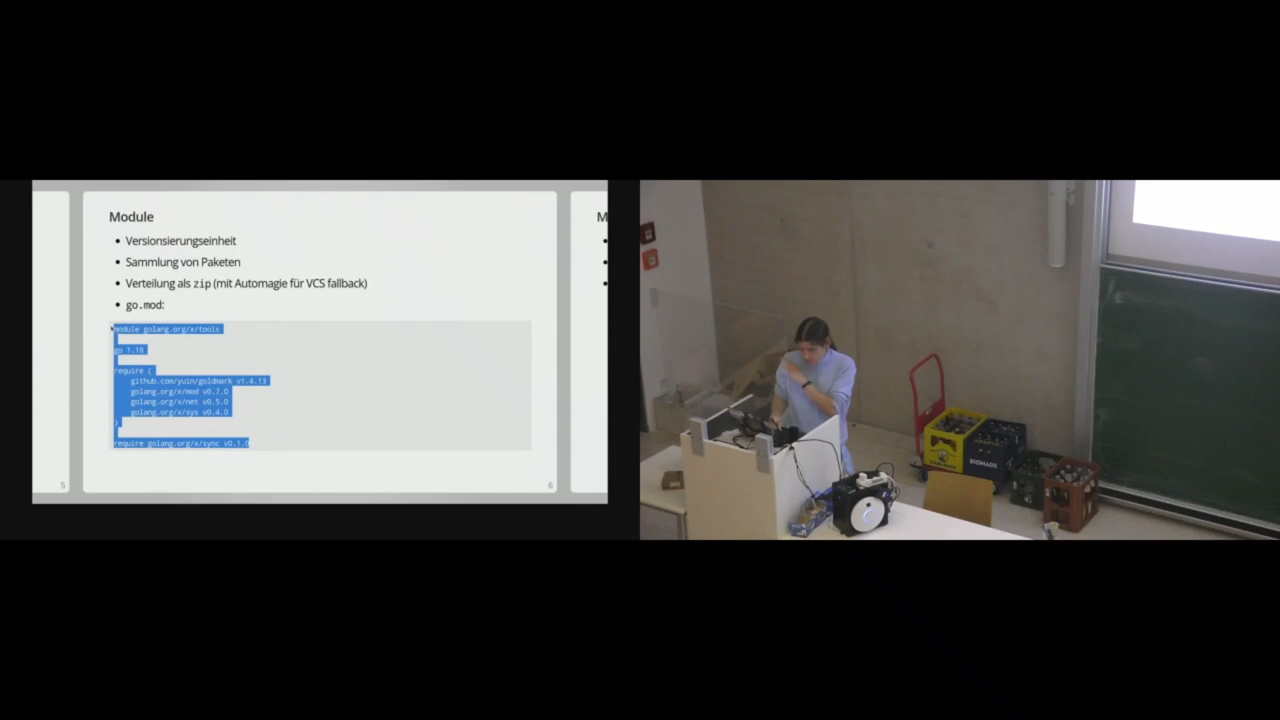 Module
• Versionsierungseinheit
• Sammlung von Paketen
• Verteilung als zip (mit Automagie für VCS fallback)
• go.mod:
module golang.org/x/tools
go 1.18
require (
github.com/yuin/goldmark v1.4.13
golang.org/x/mod v0.7.0
golang.org/x/net v0.5.0
golang.org/x/sys v0.4.0
)
require golang.org/x/sync v0.1.0
5
6
M
BIONADE